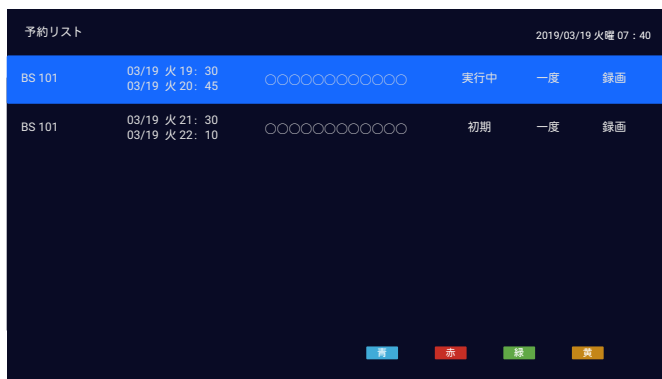 予約リスト 2019/03/19 火曜 07：40
BS 101 03/19 火 19：30 ○○○○○○○○○○○○ 実行中 一度 録画
03/19 火 20：45
BS 101 03/19 火 21：30 ○○○○○○○○○○○○ 初期 一度 録画
03/19 火 22：10
青 赤 緑 黄